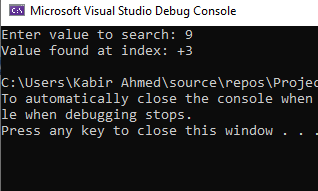 Microsoft Visual Studio Debug Console
Enter value to search: 9
Value found at index: +3
C:\Users\Kabir Ahmed\source\repos\Projec
To automatically close the console when
le when debugging stops.
Press any key to close this window . . .